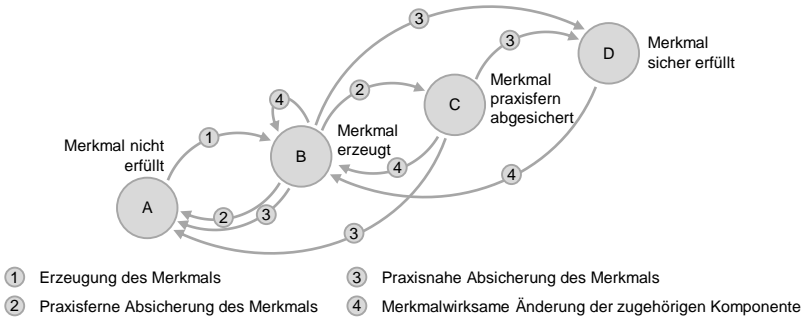 3
D
Merkmal
sicher erfüllt
3
4
2
C
Merkmal
praxisfern
abgesichert
Merkmal nicht
erfüllt
1
B
Merkmal
erzeugt
4
4
A
2
3
3
1 Erzeugung des Merkmals
3 Praxisnahe Absicherung des Merkmals
2 Praxisferne Absicherung des Merkmals
4 Merkmalwirksame Änderung der zugehörigen Komponente